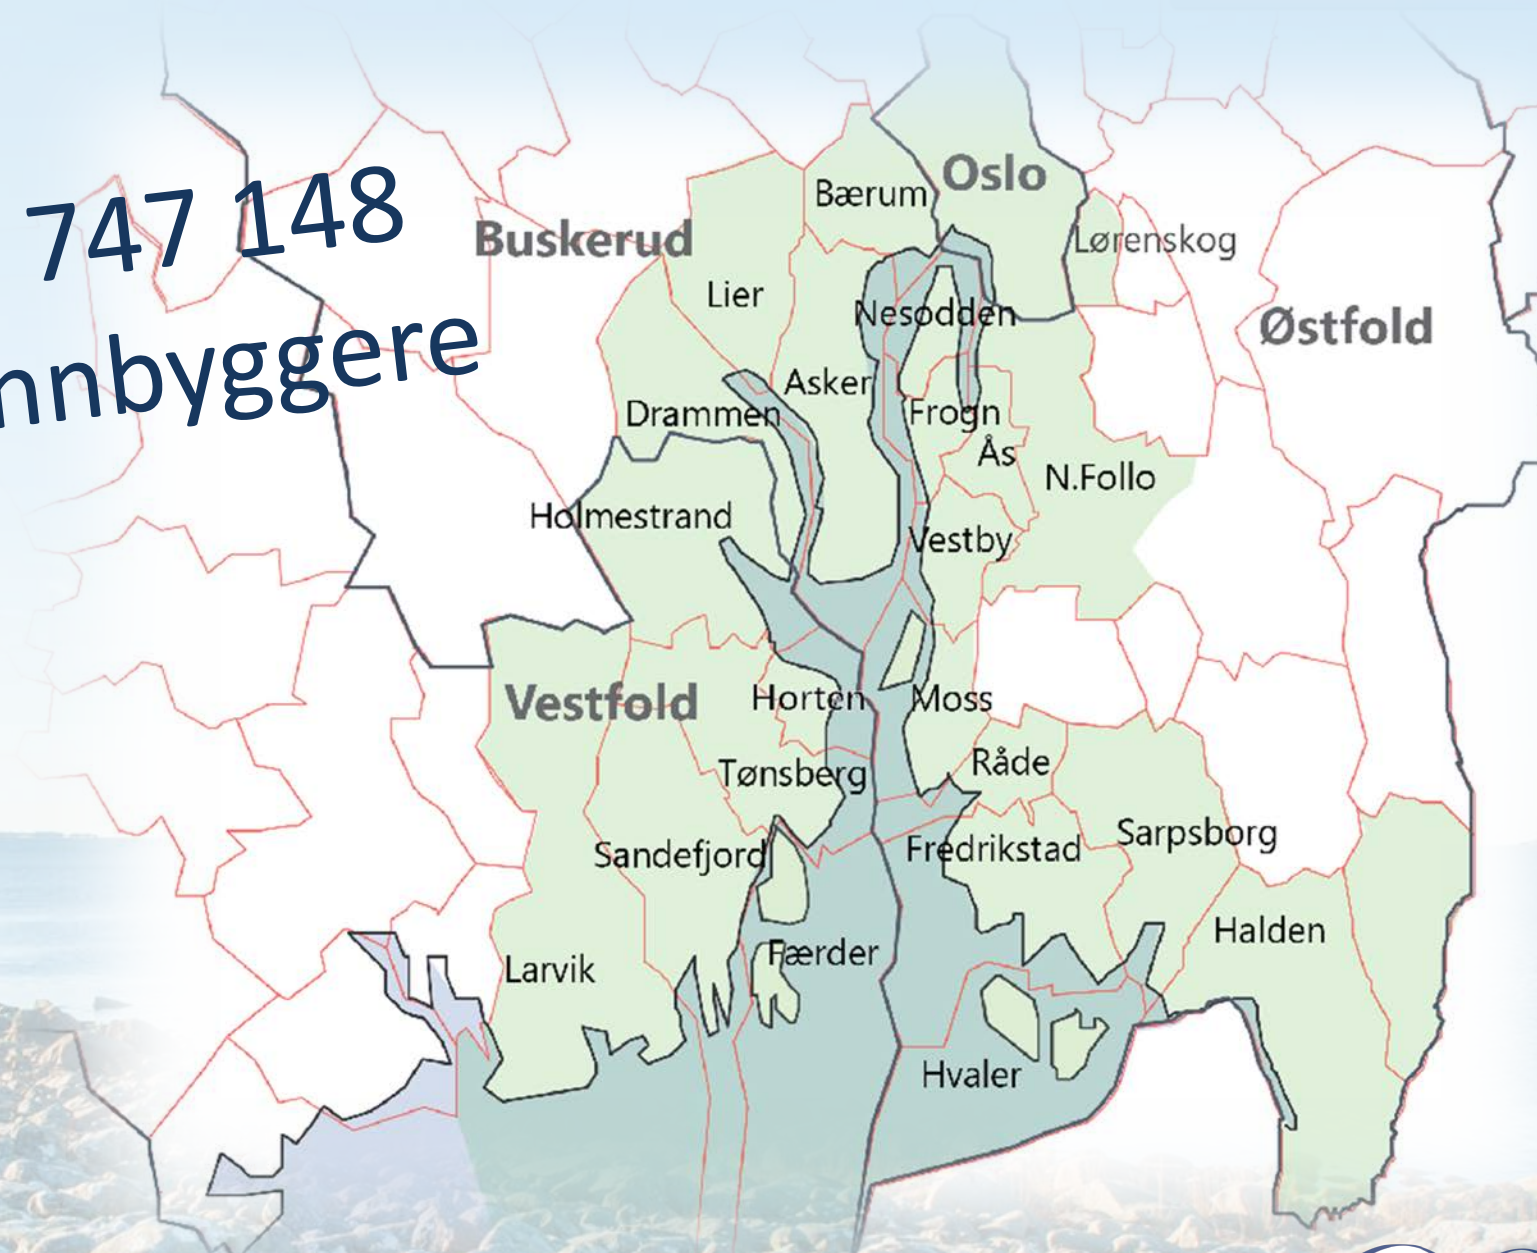 747 148
nnbyggere
Oslo
Bærum
Lørenskog
Buskerud
Lier
Nesodden
Østfold
Asker
Drammen
Frogn
Ås
N.Follo
Holmestrand
Vestby
Vestfold
Horten
Moss
Tønsberg
Råde
Sandefjord
Fredrikstad
Sarpsborg
Halden
Færder
Larvik
Hvaler